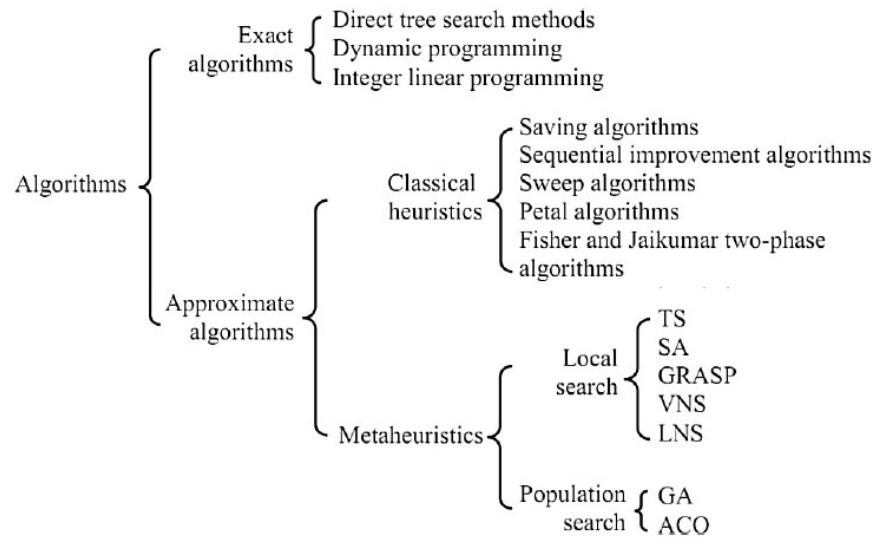 Exact
algorithms
Direct tree search methods
Dynamic programming
Integer linear programming
Algorithms
Classical
heuristics
Saving algorithms
Sequential improvement algorithms
Sweep algorithms
Petal algorithms
Fisher and Jaikumar two-phase
algorithms
Approximate
algorithms
Metaheuristics
Local
search
TS
SA
GRASP
VNS
LNS
Population
search
GA
ACO